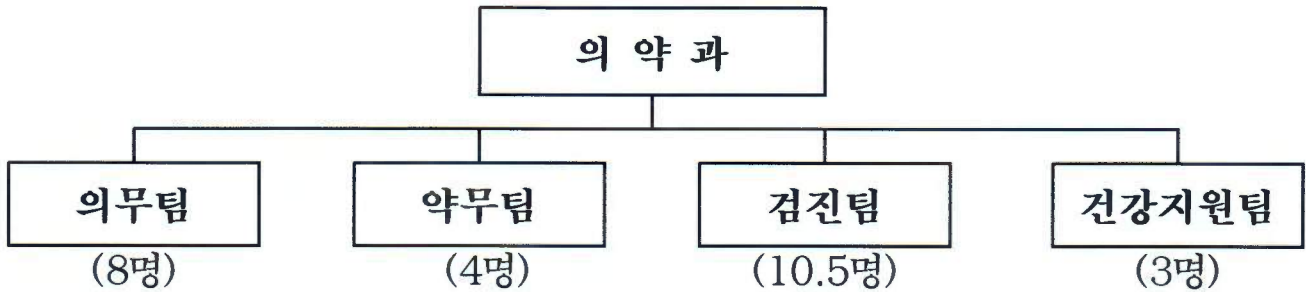 의 약 과
의무팀 약무팀 검진팀 건강지원팀
(8명) (4명) (10.5명) (3명)